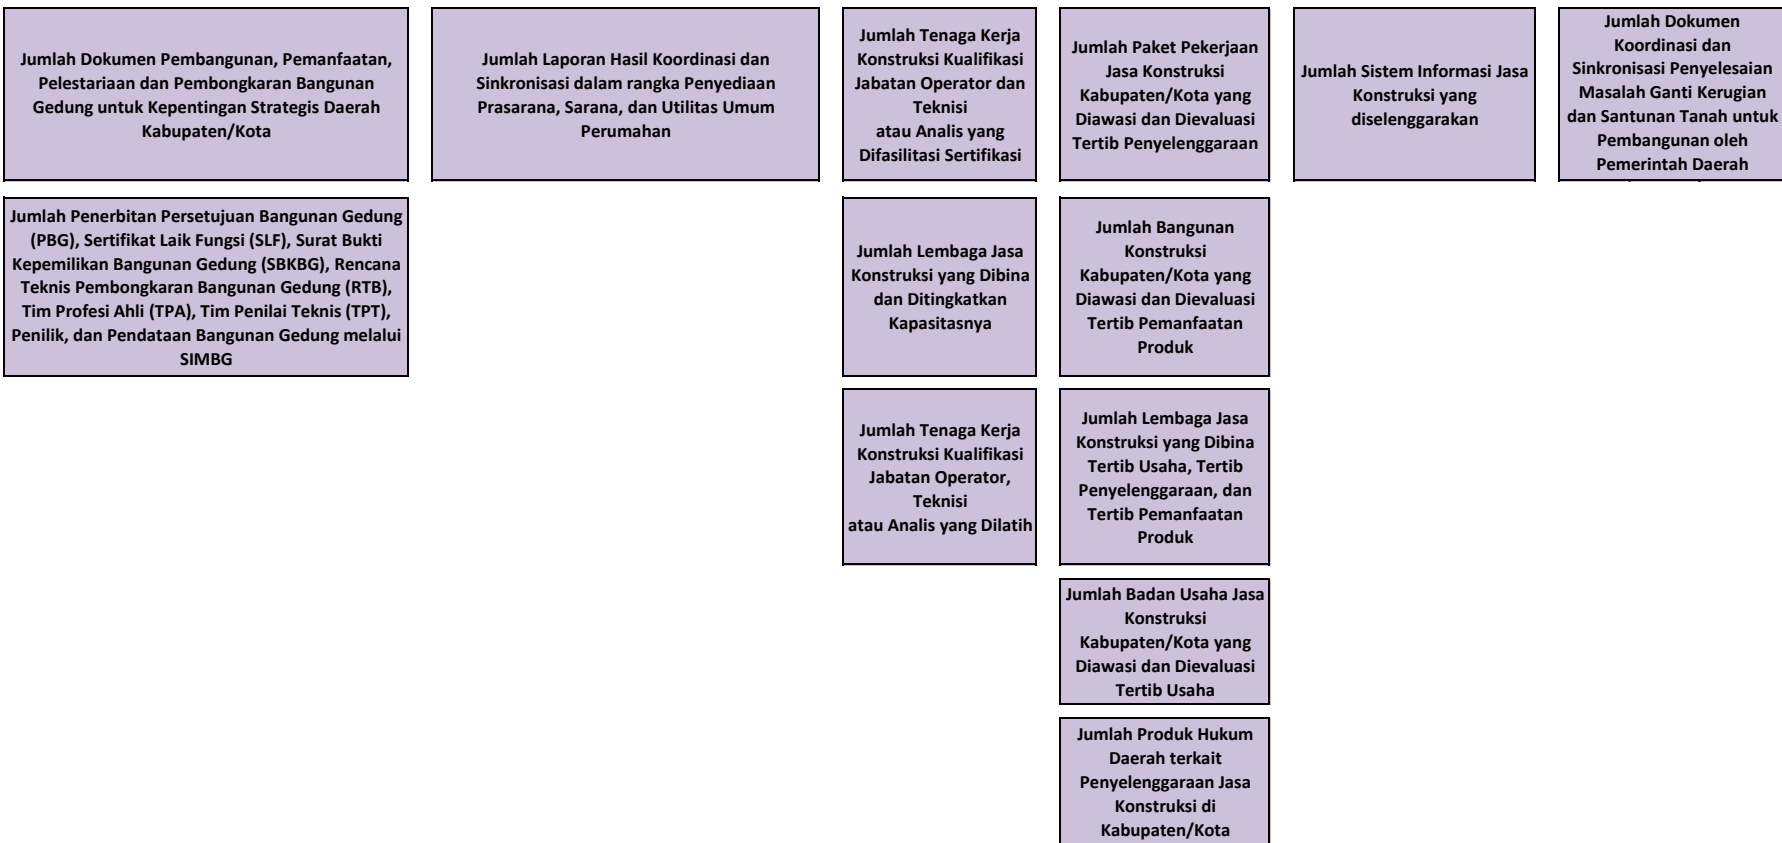 Jumlah Dokumen Pembangunan, Pemanfaatan,
Pelestariaan dan Pembongkaran Bangunan
Gedung untuk Kepentingan Strategis Daerah
Kabupaten/Kota
Jumlah Laporan Hasil Koordinasi dan
Sinkronisasi dalam rangka Penyediaan
Prasarana, Sarana, dan Utilitas Umum
Perumahan
Jumlah Tenaga Kerja
Konstruksi Kualifikasi
Jabatan Operator dan
Teknisi
atau Analis yang
Difasilitasi Sertifikasi
Jumlah Paket Pekerjaan
Jasa Konstruksi
Kabupaten/Kota yang
Diawasi dan Dievaluasi
Tertib Penyelenggaraan
Jumlah Sistem Informasi Jasa
Konstruksi yang
diselenggarakan
Jumlah Dokumen
Koordinasi dan
Sinkronisasi Penyelesaian
Masalah Ganti Kerugian
dan Santunan Tanah untuk
Pembangunan oleh
Pemerintah Daerah
Jumlah Penerbitan Persetujuan Bangunan Gedung
(PBG), Sertifikat Laik Fungsi (SLF), Surat Bukti
Kepemilikan Bangunan Gedung (SBKBG), Rencana
Teknis Pembongkaran Bangunan Gedung (RTB),
Tim Profesi Ahli (TPA), Tim Penilai Teknis (TPT),
Penilik, dan Pendataan Bangunan Gedung melalui
SIMBG
Jumlah Lembaga Jasa
Konstruksi yang Dibina
dan Ditingkatkan
Kapasitasnya
Jumlah Bangunan
Konstruksi
Kabupaten/Kota yang
Diawasi dan Dievaluasi
Tertib Pemanfaatan
Produk
Jumlah Tenaga Kerja
Konstruksi Kualifikasi
Jabatan Operator,
Teknisi
atau Analis yang Dilatih
Jumlah Lembaga Jasa
Konstruksi yang Dibina
Tertib Usaha, Tertib
Penyelenggaraan, dan
Tertib Pemanfaatan
Produk
Jumlah Badan Usaha Jasa
Konstruksi
Kabupaten/Kota yang
Diawasi dan Dievaluasi
Tertib Usaha
Jumlah Produk Hukum
Daerah terkait
Penyelenggaraan Jasa
Konstruksi di
Kabupaten/Kota